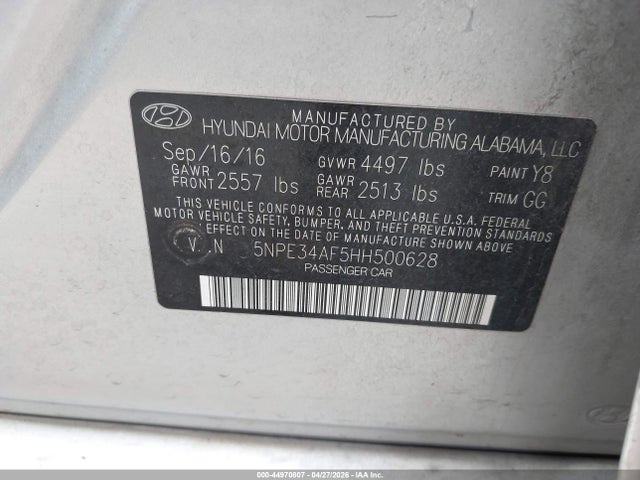 MANUFACTURED BY
HYUNDAI MOTOR MANUFACTURING ALABAMA, LLC
Sep/16/16 GVWR 4497 lbs PAINT Y8
GAWR FRONT 2557 lbs GAWR REAR 2513 lbs TRIM GG
THIS VEHICLE CONFORMS TO ALL APPLICABLE U.S.A. FEDERAL
MOTOR VEHICLE SAFETY, BUMPER, AND THEFT PREVENTION STANDARDS
IN EFFECT ON THE DATE OF MANUFACTURE SHOWN ABOVE.
V.I.N 5NPE34AF5HH500628
PASSENGER CAR
000-44970807 - 04/27/2026 - IAA Inc.